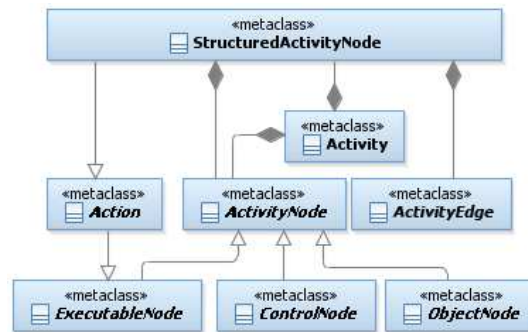 «metaclass»
StructuredActivityNode
«metaclass»
Activity
«metaclass»
Action
«metaclass»
ActivityNode
«metaclass»
ActivityEdge
«metaclass»
ExecutableNode
«metaclass»
ControlNode
«metaclass»
ObjectNode